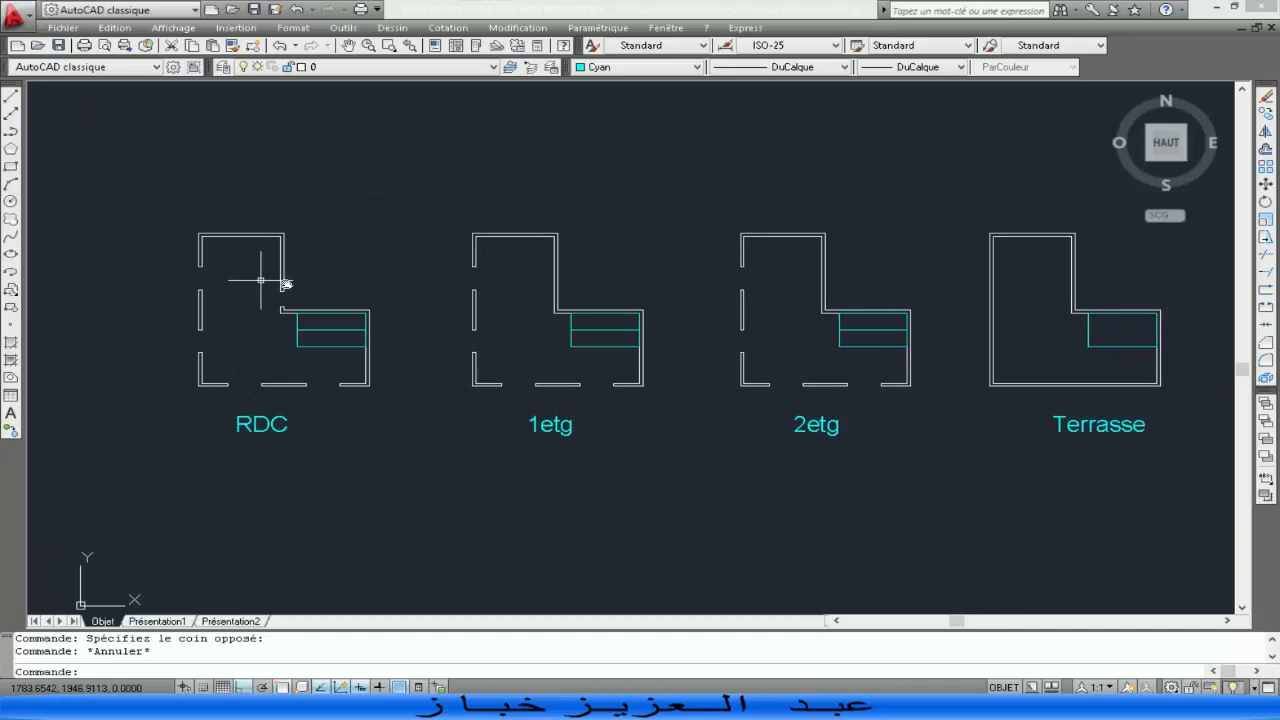 AutoCAD classique
Tapez un mot-clé ou une expression
Fichier Edition Affichage Insertion Format Outils Dessin Cotation Modification Paramétrique Fenêtre ? Express
Standard ISO-25 Standard Standard
AutoCAD classique 0 Cyan DuCalque DuCalque ParCouleur
N
O HAUT E
S
SCG
RDC 1etg 2etg Terrasse
Y
X
Objet Présentation1 Présentation2
Commande: Spécifiez le coin opposé:
Commande: *Annuler*
Commande:
1783.6542, 1946.9113, 0.0000 OBJET 1:1
عبد العزيز خباز